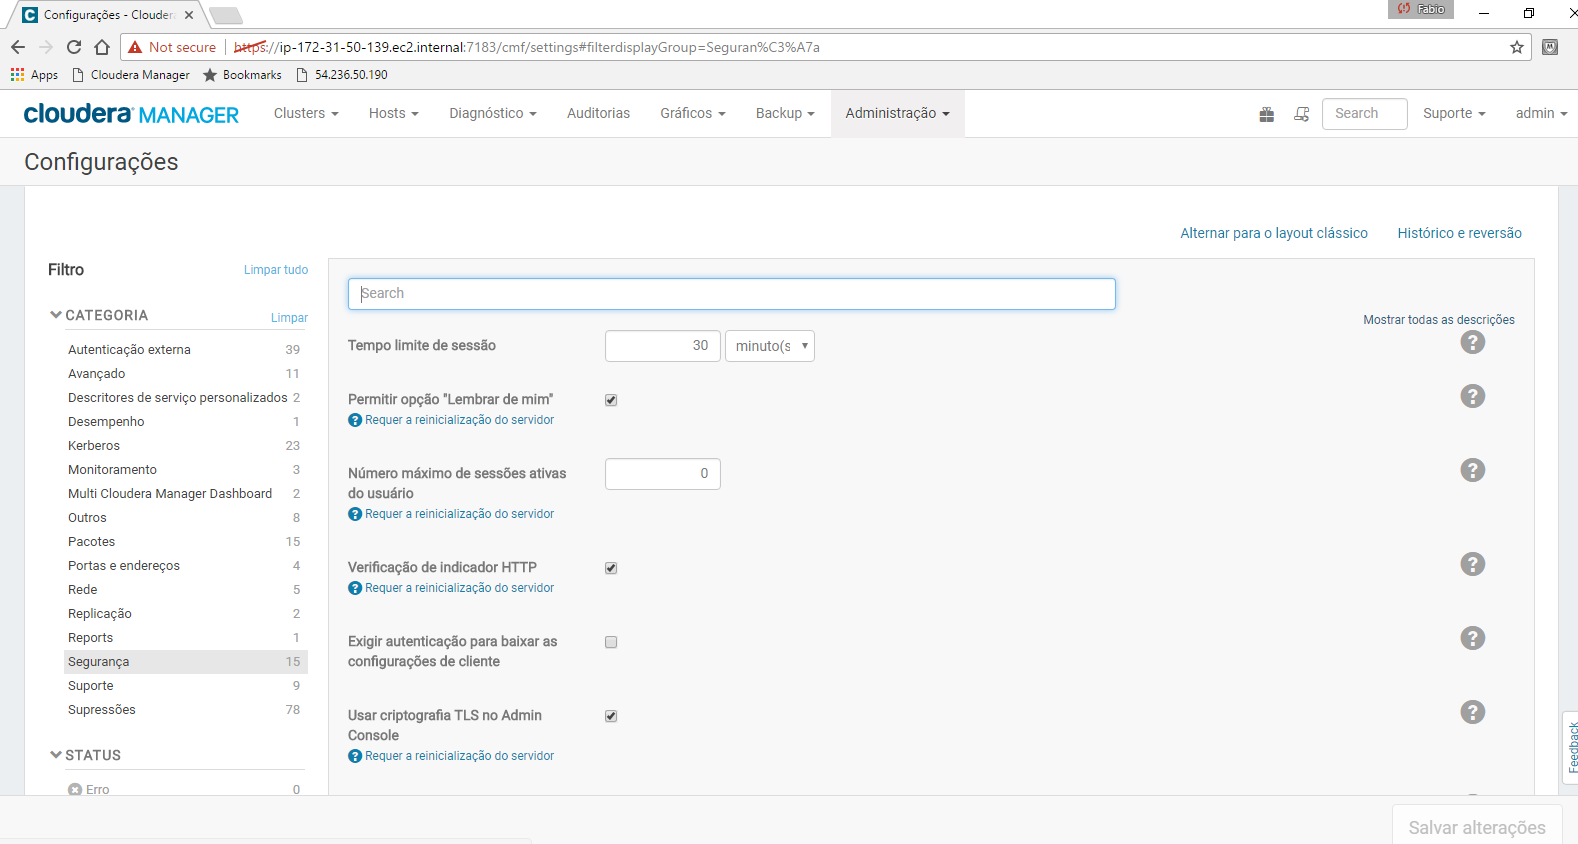 Configurações - Clouder
Fabio
Not secure
https://ip-172-31-50-139.ec2.internal:7183/cmf/settings#filterdisplayGroup=Seguran%C3%A7a
Apps
Cloudera Manager
Bookmarks
54.236.50.190
cloudera MANAGER
Clusters
Hosts
Diagnóstico
Auditorias
Gráficos
Backup
Administração
Search
Suporte
admin
Configurações
Alternar para o layout clássico
Histórico e reversão
Filtro
Limpar tudo
CATEGORIA
Limpar
Autenticação externa 39
Avançado 11
Descritores de serviço personalizados 2
Desempenho 1
Kerberos 23
Monitoramento 3
Multi Cloudera Manager Dashboard 2
Outros 8
Pacotes 15
Portas e endereços 4
Rede 5
Replicação 2
Reports 1
Segurança 15
Suporte 9
Supressões 78
STATUS
Erro 0
Search
Mostrar todas as descrições
Tempo limite de sessão
30
minuto(s
Permitir opção "Lembrar de mim"
Requer a reinicialização do servidor
Número máximo de sessões ativas
do usuário
0
Requer a reinicialização do servidor
Verificação de indicador HTTP
Requer a reinicialização do servidor
Exigir autenticação para baixar as
configurações de cliente
Usar criptografia TLS no Admin
Console
Requer a reinicialização do servidor
Feedback
Salvar alterações